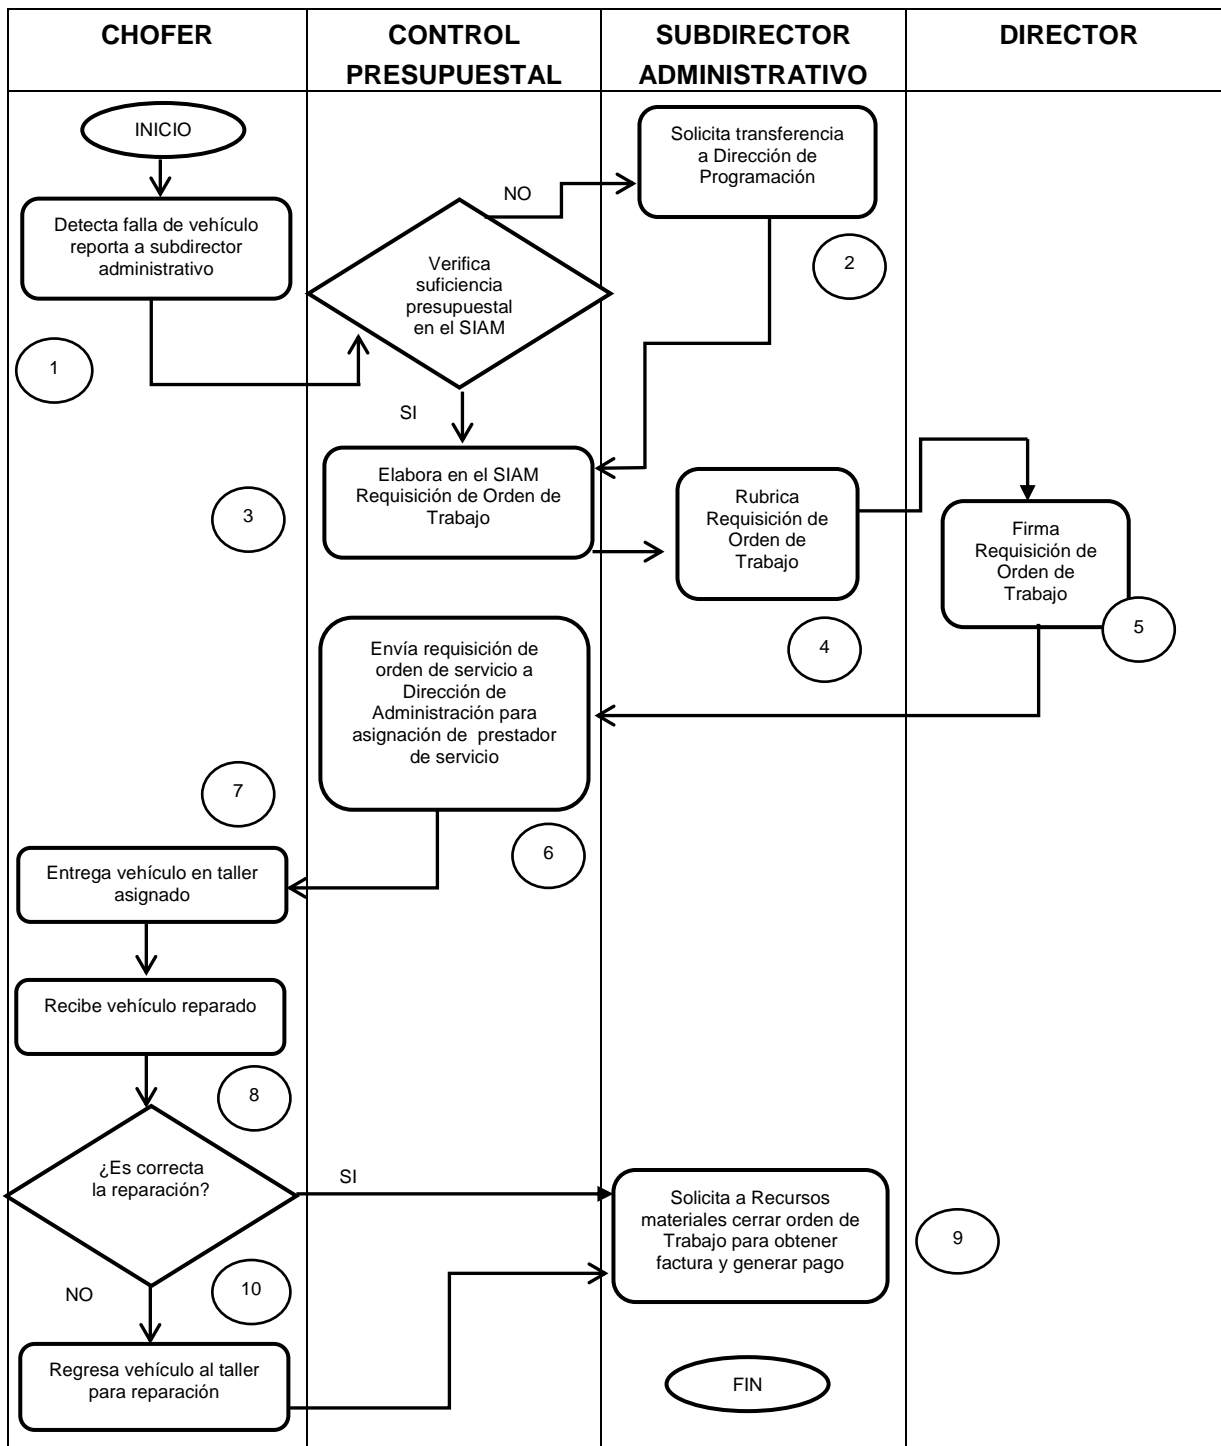 CHOFER
CONTROL
PRESUPUESTAL
SUBDIRECTOR
ADMINISTRATIVO
DIRECTOR
INICIO
Solicita transferencia
a Dirección de
Programación
NO
Detecta falla de vehículo
reporta a subdirector
administrativo
Verifica
suficiencia
presupuestal
en el SIAM
2
1
SI
Elabora en el SIAM
Requisición de Orden de
Trabajo
3
Rubrica
Requisición de
Orden de
Trabajo
Firma
Requisición de
Orden de
Trabajo
4
5
Envía requisición de
orden de servicio a
Dirección de
Administración para
asignación de  prestador
de servicio
7
6
Entrega vehículo en taller
asignado
Recibe vehículo reparado
8
¿Es correcta
la reparación?
SI
Solicita a Recursos
materiales cerrar orden de
Trabajo para obtener
factura y generar pago
9
NO
10
Regresa vehículo al taller
para reparación
FIN